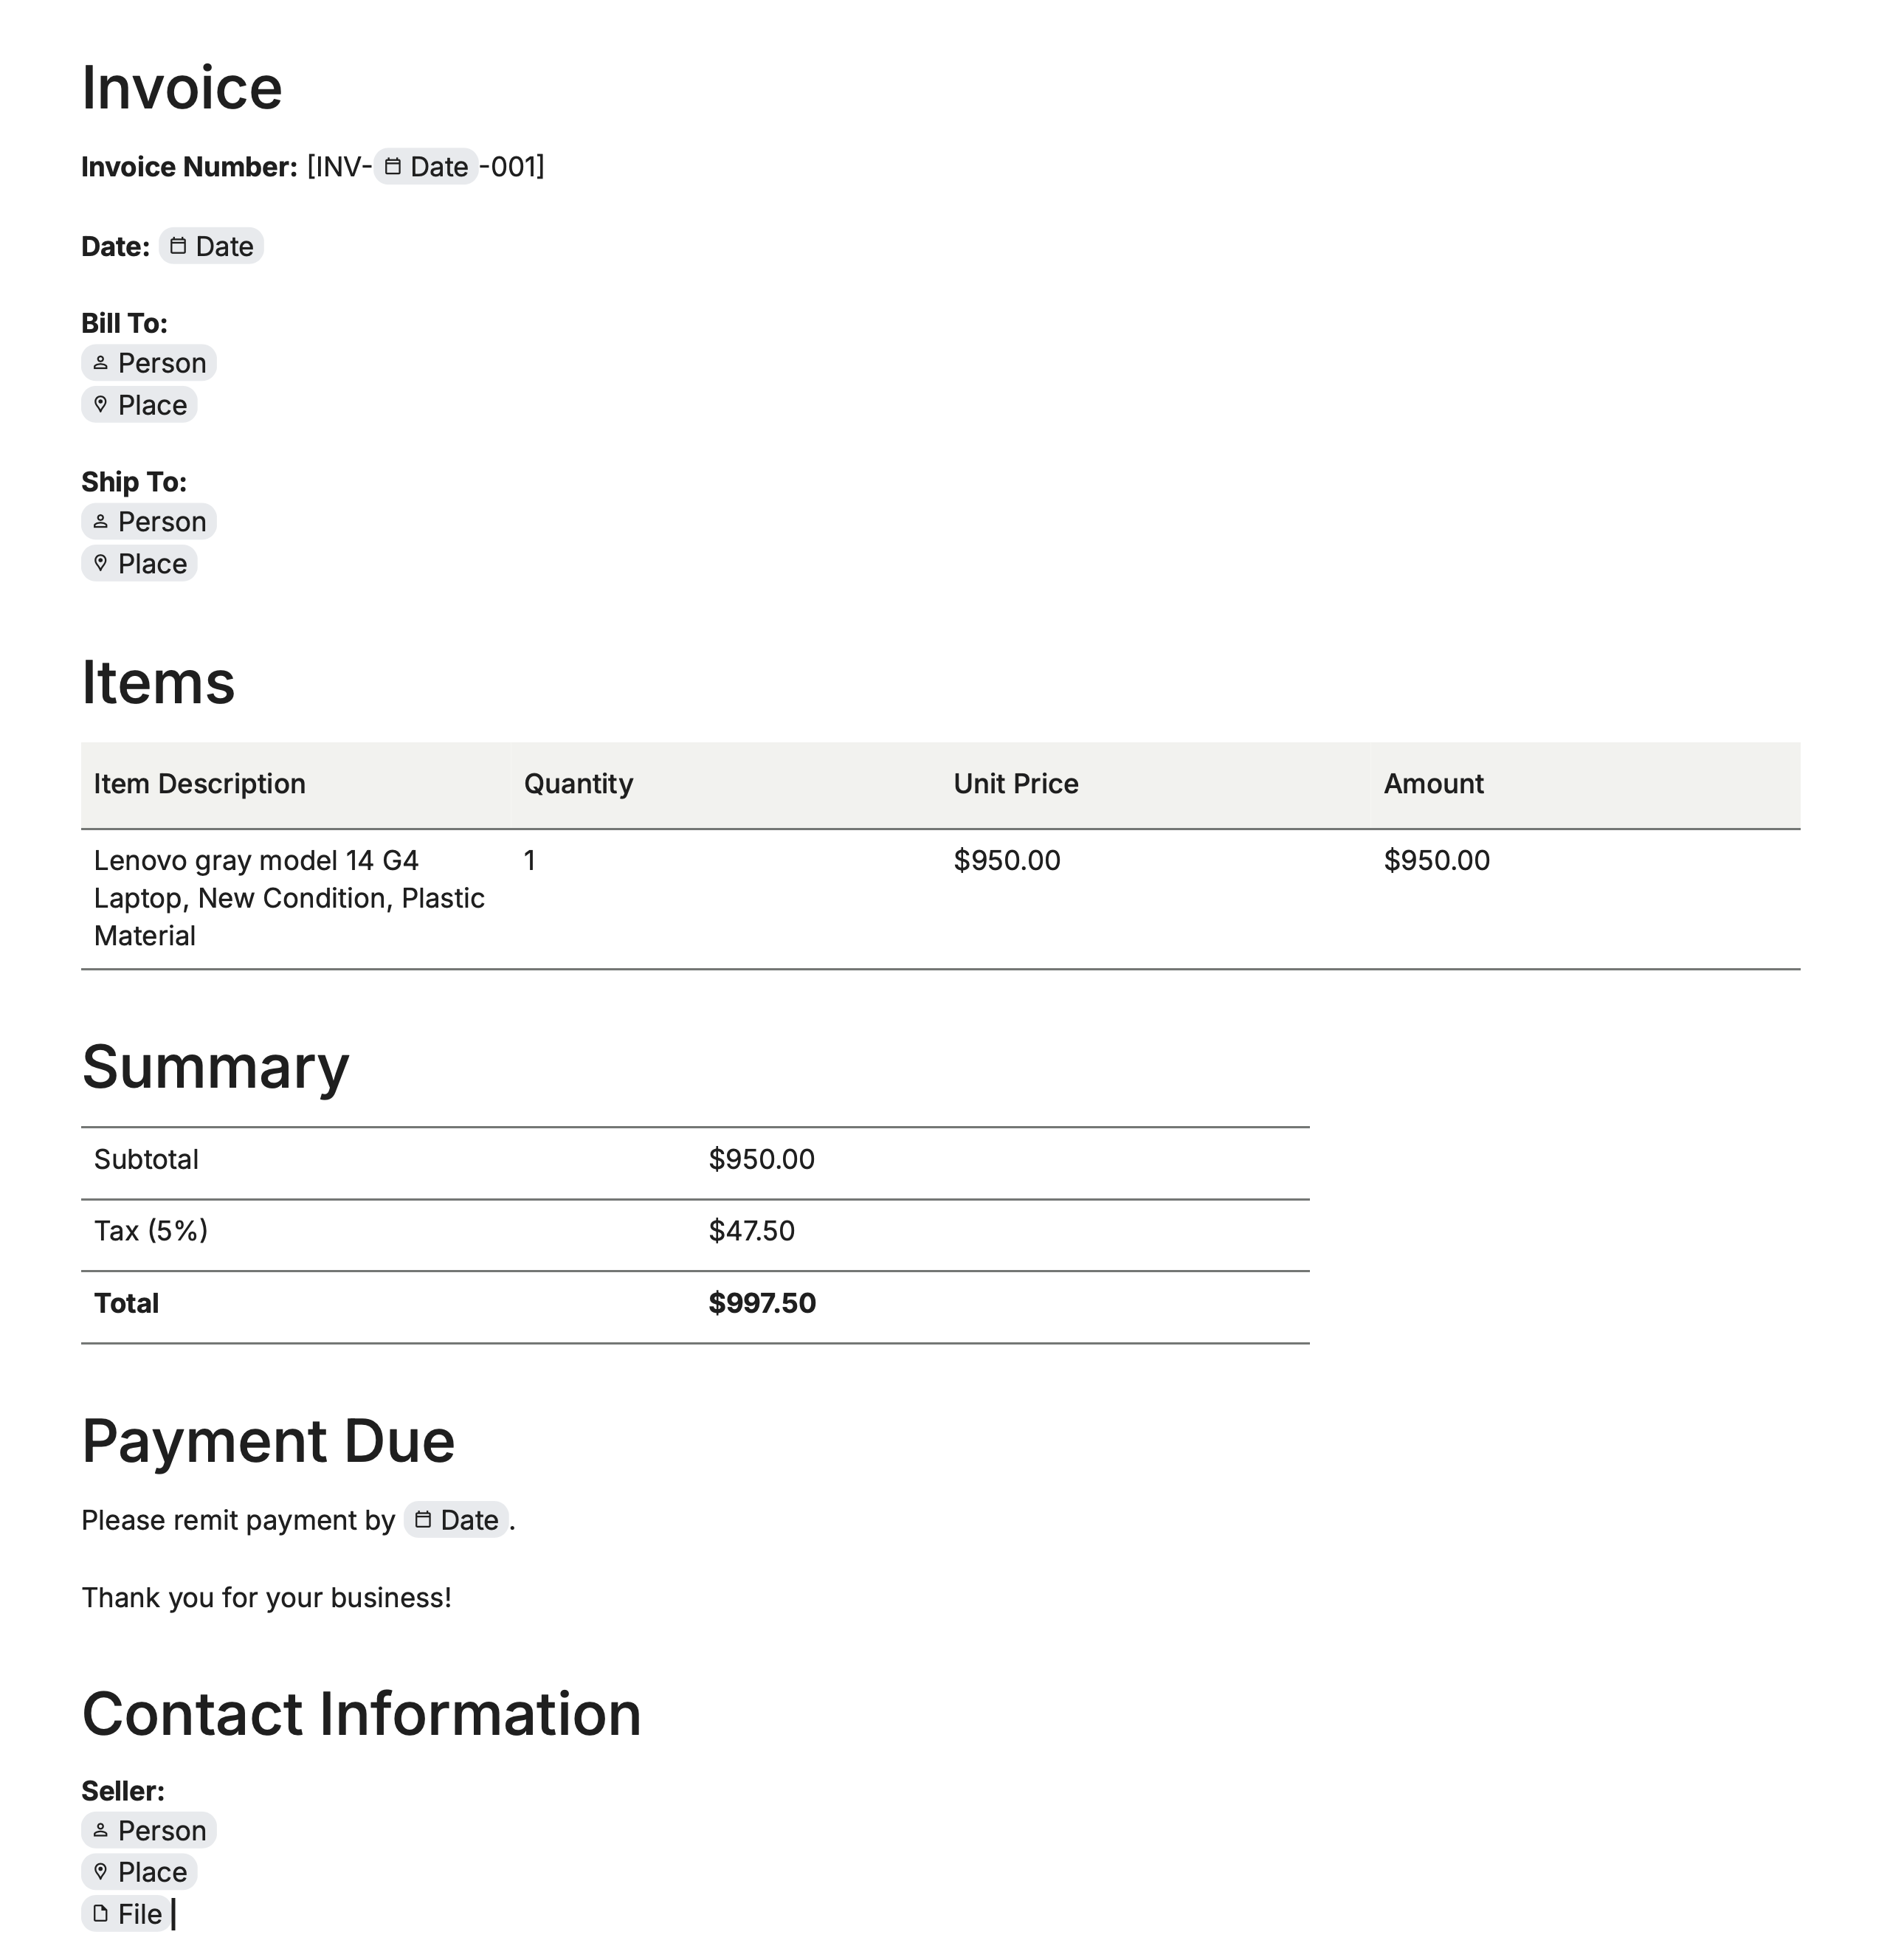 Invoice
Invoice Number: [INV- Date -001]
Date: Date
Bill To:
Person
Place
Ship To:
Person
Place
Items
Item Description Quantity Unit Price Amount
Lenovo gray model 14 G4 1 $950.00 $950.00
Laptop, New Condition, Plastic
Material
Summary
Subtotal $950.00
Tax (5%) $47.50
Total $997.50
Payment Due
Please remit payment by Date.
Thank you for your business!
Contact Information
Seller:
Person
Place
File